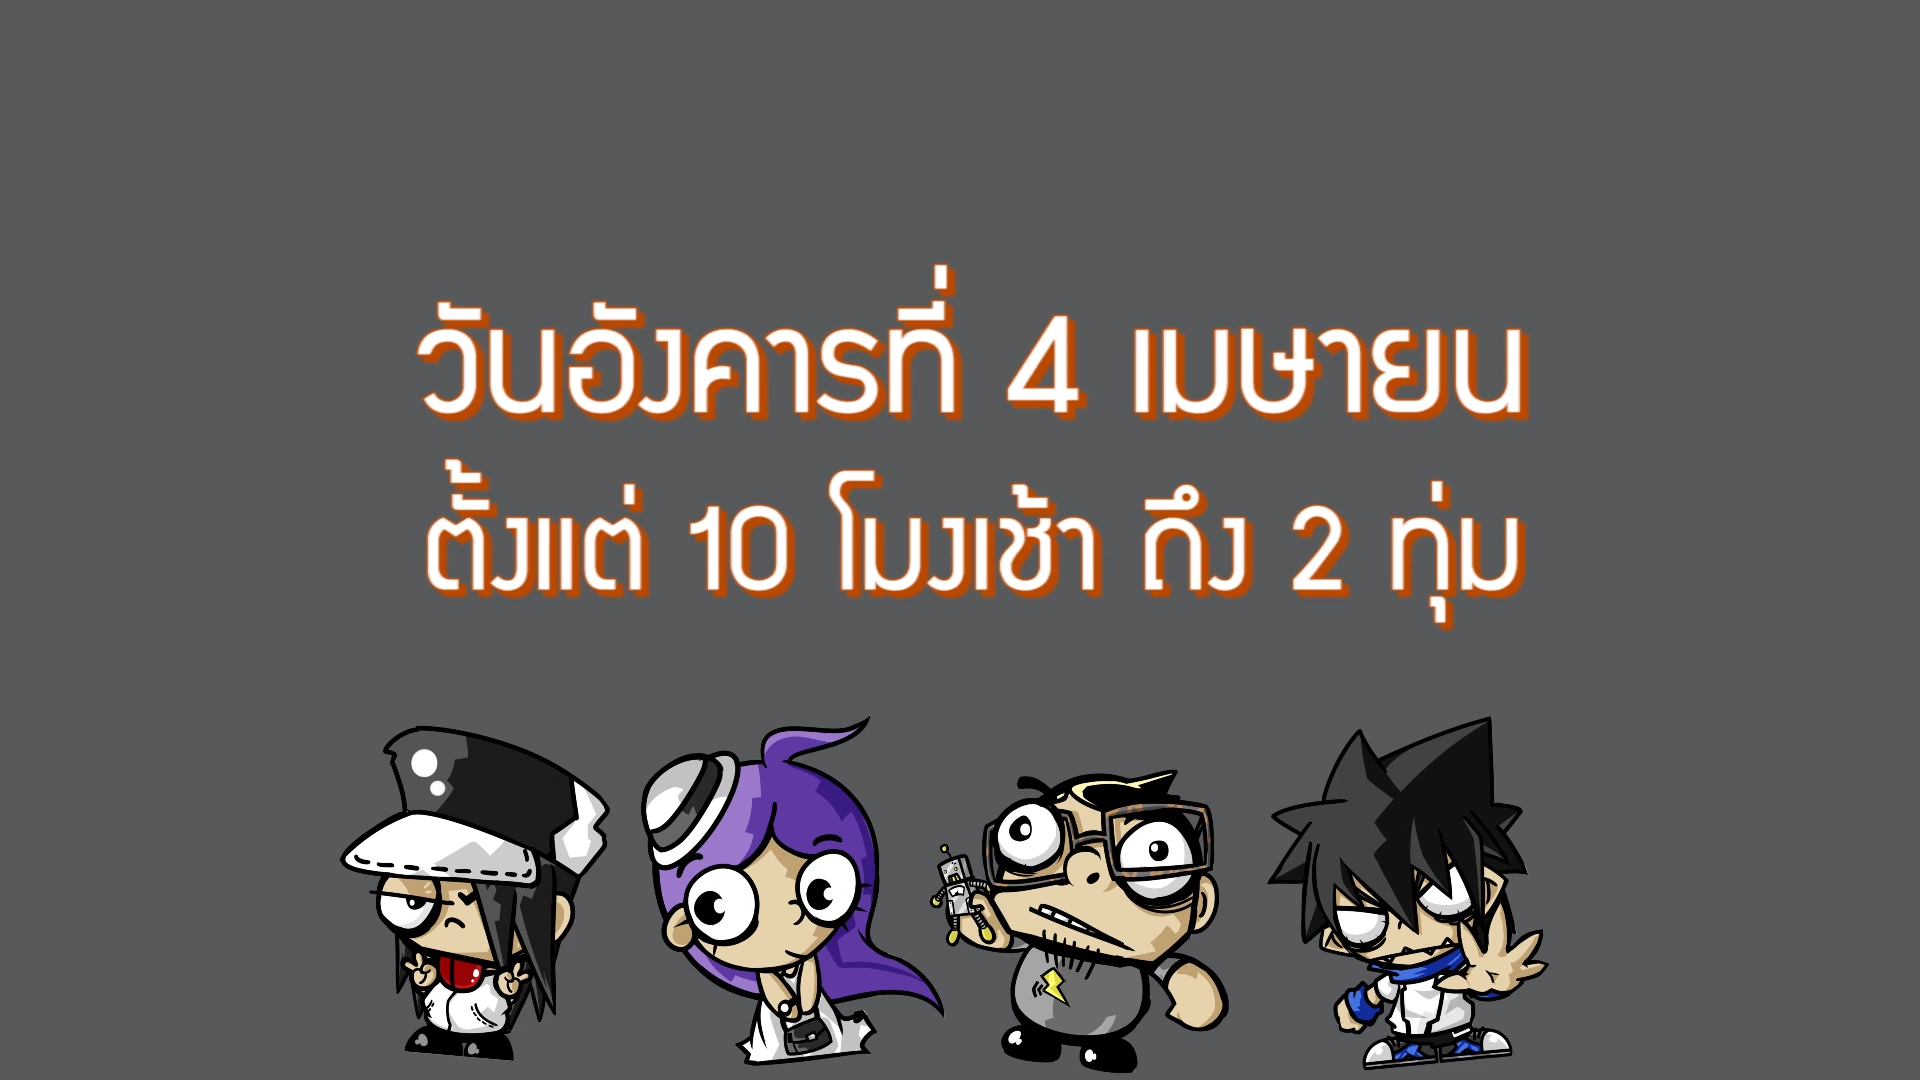 วันอังคารที่ 4 เมษายน
ตั้งแต่ 10 โมงเช้า ถึง 2 ทุ่ม